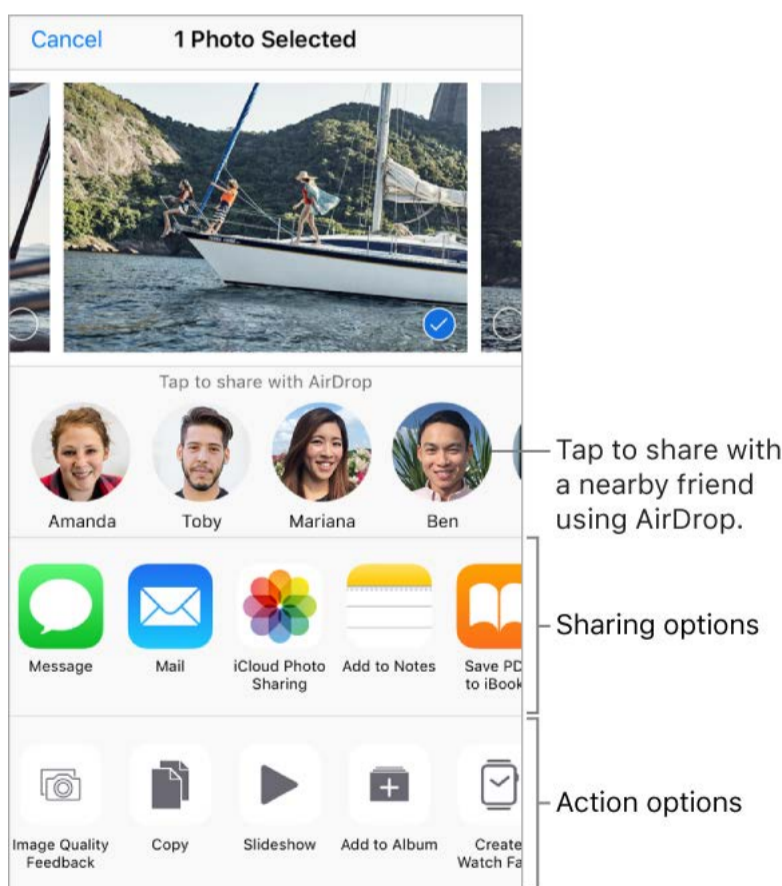 Cancel
1 Photo Selected
Tap to share with AirDrop
Amanda
Toby
Mariana
Ben
Tap to share with
a nearby friend
using AirDrop.
Message
Mail
iCloud Photo
Sharing
Add to Notes
Save PD
to iBook
Sharing options
Image Quality
Feedback
Copy
Slideshow
Add to Album
Create
Watch Fa
Action options